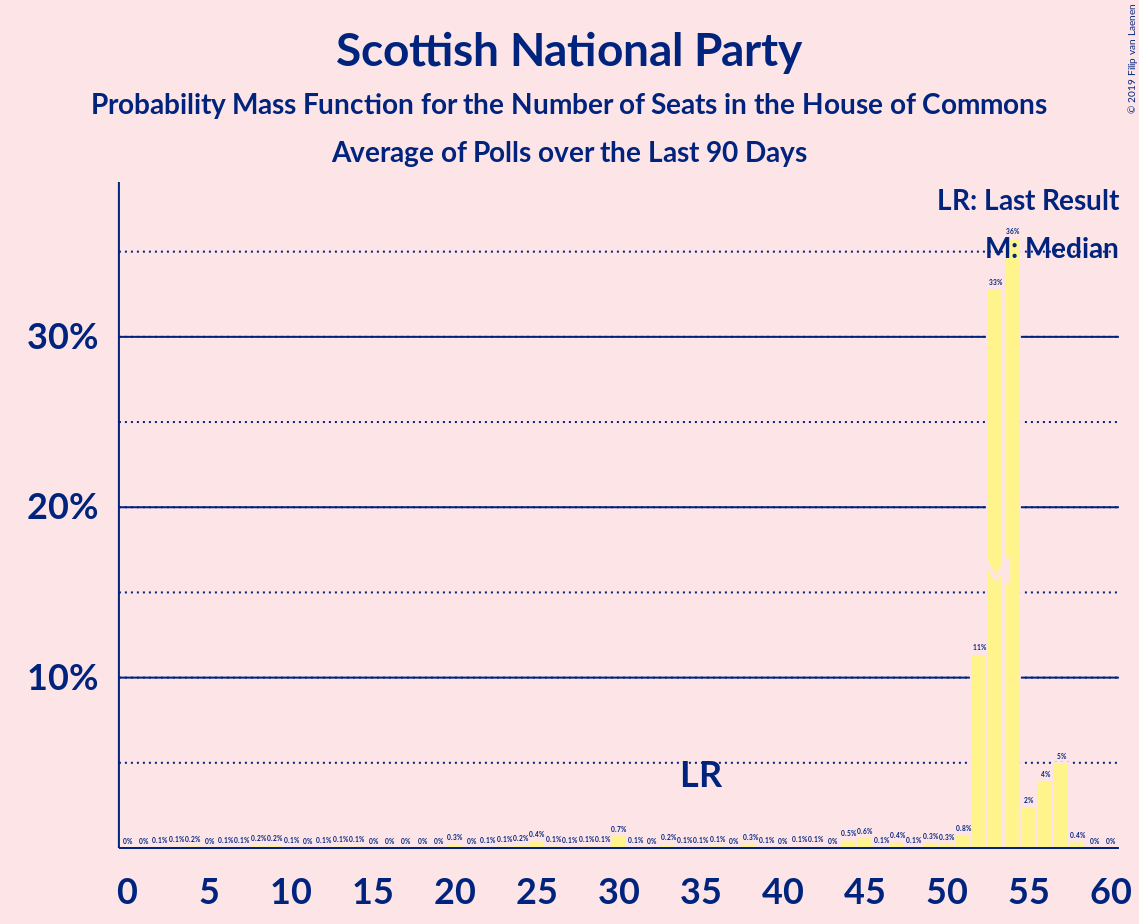 Scottish National Party
Probability Mass Function for the Number of Seats in the House of Commons
Average of Polls over the Last 90 Days
© 2019 Filip van Laenen
LR: Last Result
M: Median
30%
20%
10%
LR
M
0% 0% 0.1% 0.1% 0.2% 0% 0.1% 0.1% 0.2% 0.2% 0.1% 0% 0.1% 0.1% 0.1% 0% 0% 0% 0% 0% 0.3% 0% 0.1% 0.1% 0.2% 0.4% 0.1% 0.1% 0.1% 0.1% 0.7% 0.1% 0% 0.2% 0.1% 0.1% 0.1% 0% 0.3% 0.1% 0% 0.1% 0.1% 0% 0.5% 0.6% 0.1% 0.4% 0.1% 0.3% 0.3% 0.8% 11% 33% 36% 2% 4% 5% 0.4% 0% 0%
0 5 10 15 20 25 30 35 40 45 50 55 60